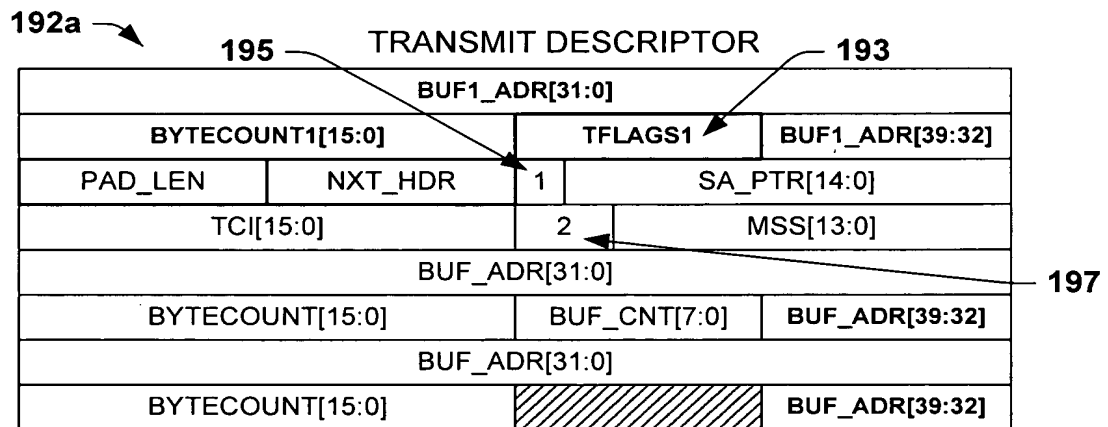 192a
TRANSMIT DESCRIPTOR
195 193
BUF1_ADR[31:0]
BYTECOUNT1[15:0] TFLAGS1 BUF1_ADR[39:32]
PAD_LEN NXT_HDR 1 SA_PTR[14:0]
TCI[15:0] 2 MSS[13:0]
BUF_ADR[31:0]
197
BYTECOUNT[15:0] BUF_CNT[7:0] BUF_ADR[39:32]
BUF_ADR[31:0]
BYTECOUNT[15:0] BUF_ADR[39:32]